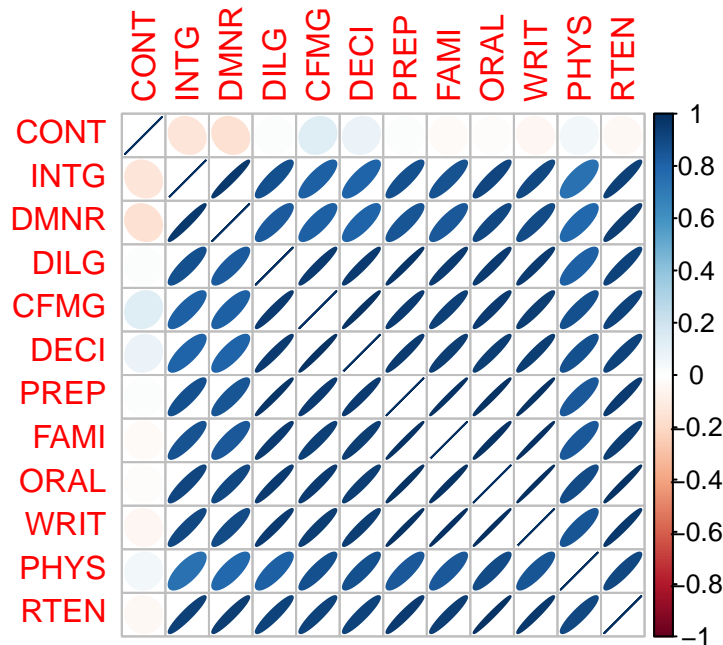 CONT INTG DMNR DILG CFMG DECI PREP FAMI ORAL WRIT PHYS RTEN
CONT
INTG
DMNR
DILG
CFMG
DECI
PREP
FAMI
ORAL
WRIT
PHYS
RTEN
1
0.8
0.6
0.4
0.2
0
-0.2
-0.4
-0.6
-0.8
-1